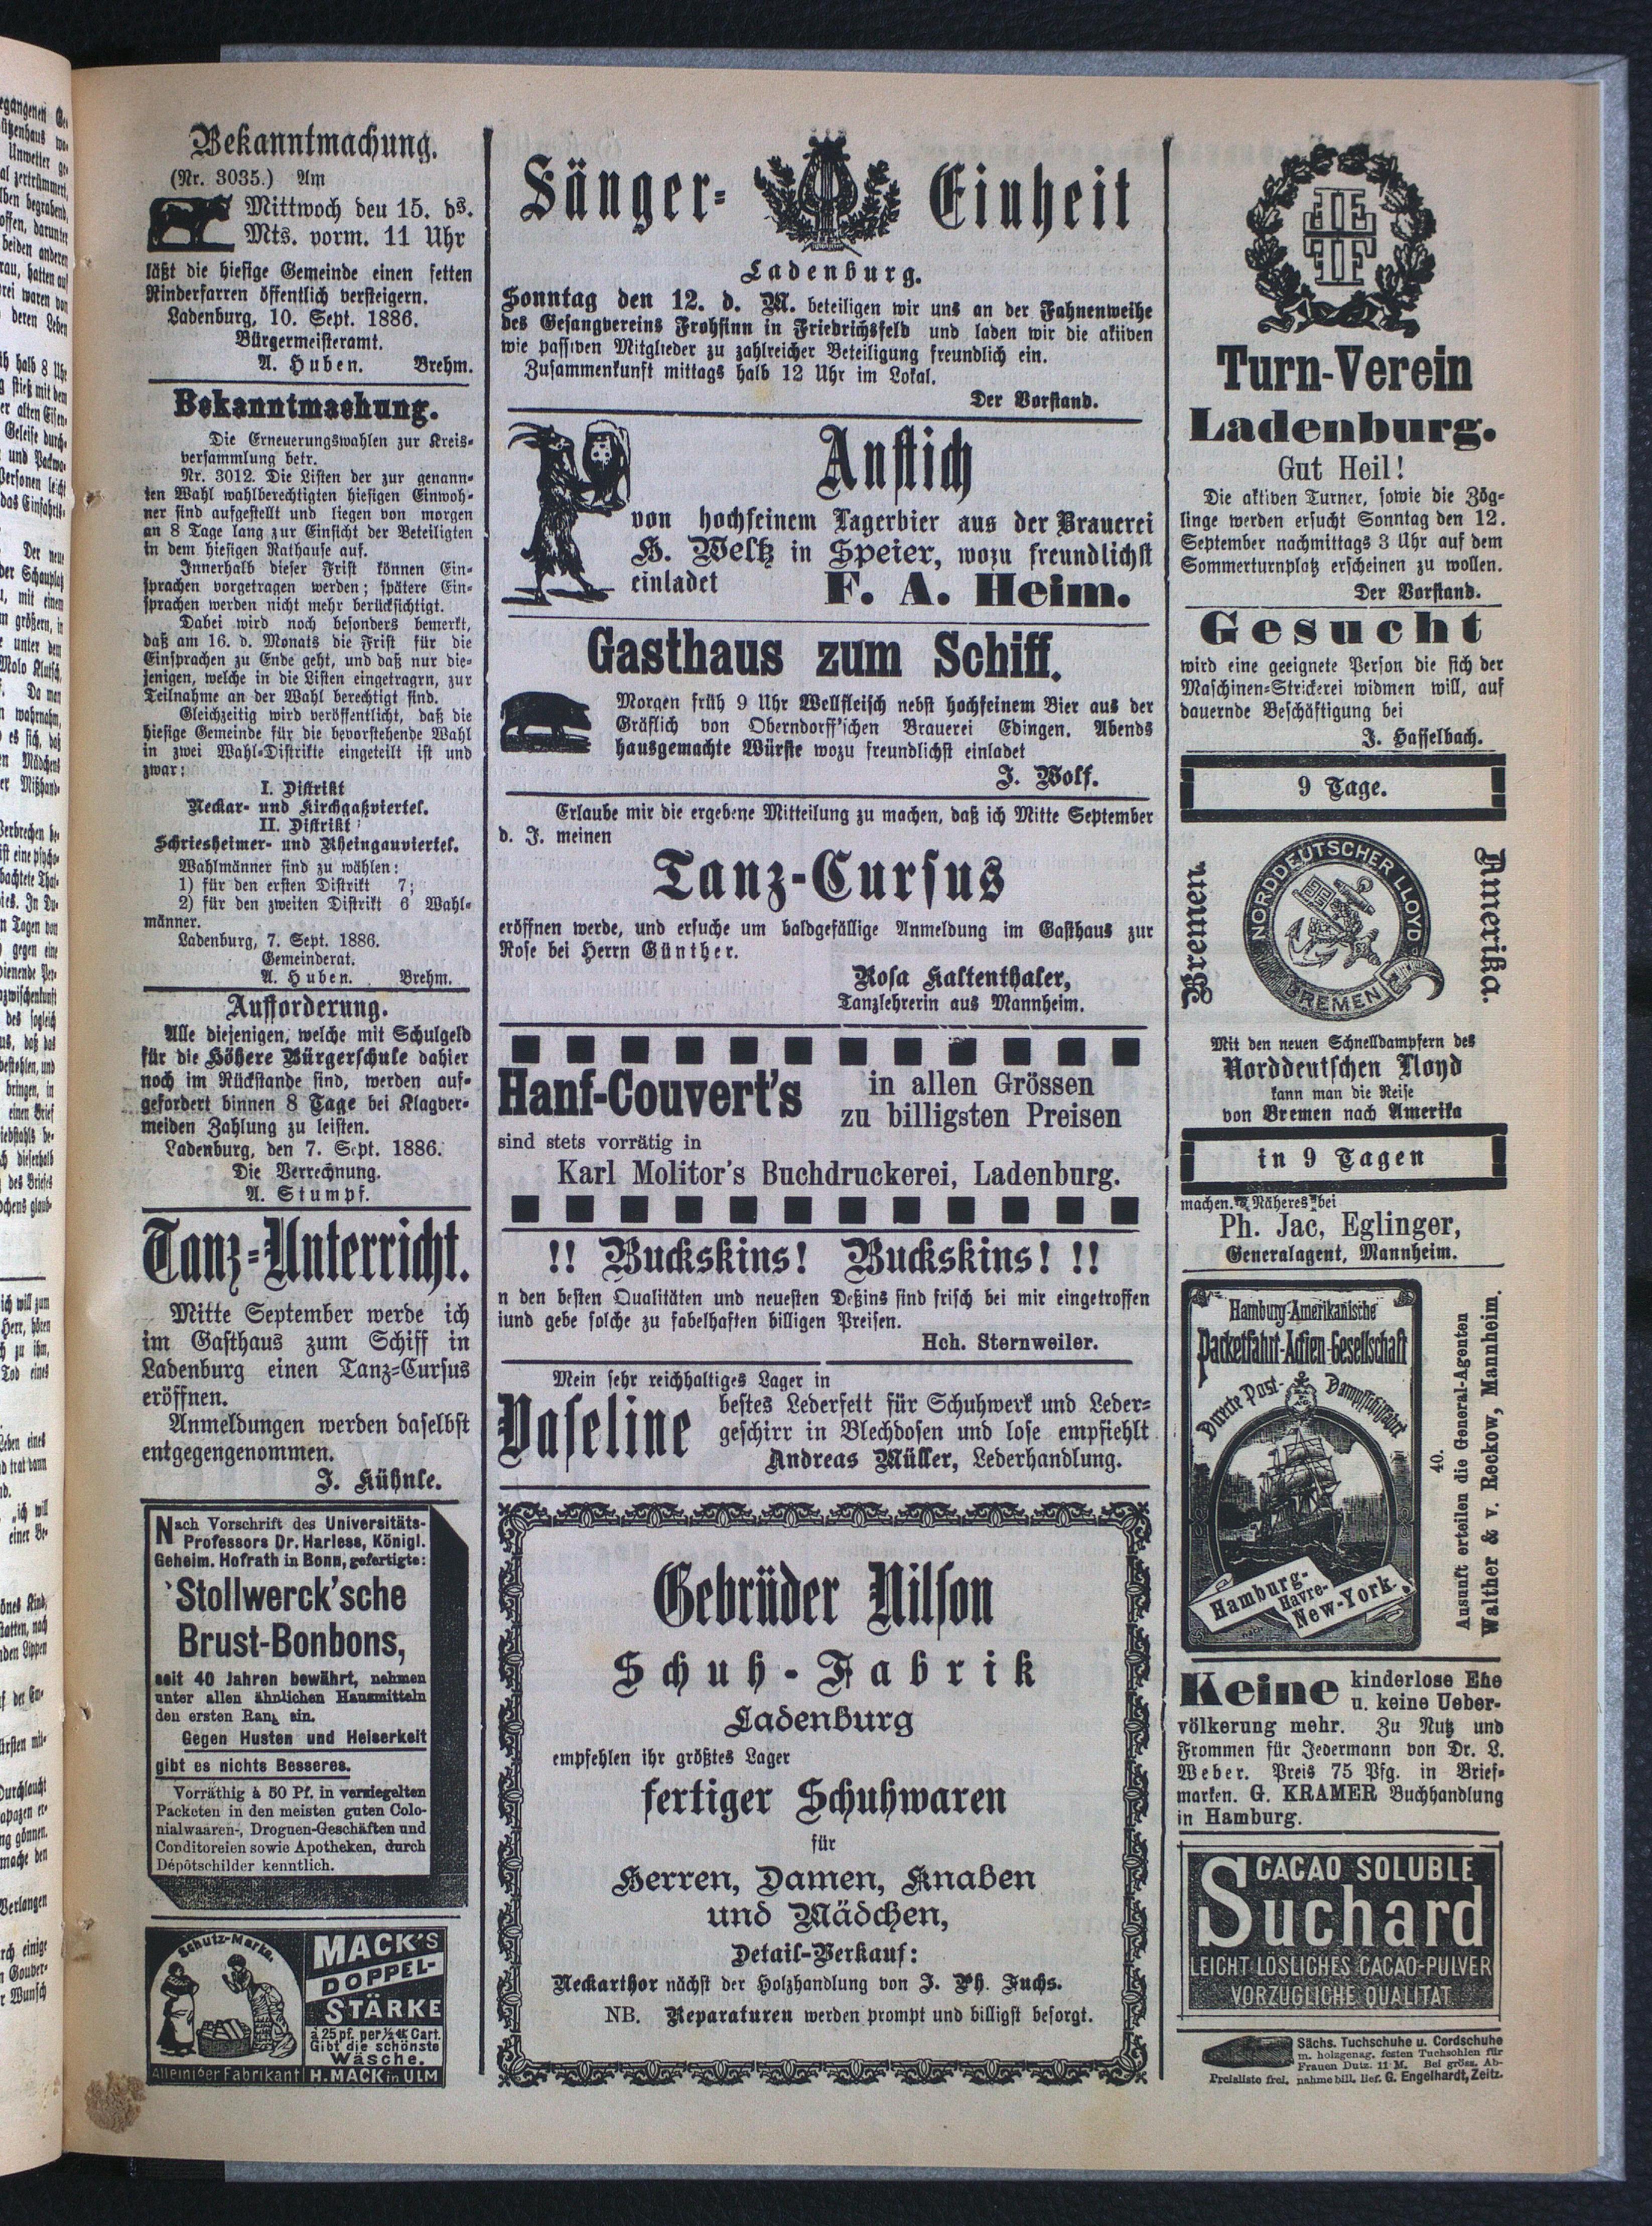 Bekanntmachung.
(Nr. 3035.) Am
Mittwoch deu 15. ds.
Mts. vorm. 11 Uhr
läßt die hiesige Gemeinde einen fetten
Rinderfarren öffentlich versteigern.
Ladenburg, 10. Sept. 1886.
Bürgermeisteramt.
A. Huben. Brehm.
Bekanntmachung.
Die Erneuerungswahlen zur Kreis-
versammlung betr.
Nr. 3012. Die Listen der zur genann-
ten Wahl wahlberechtigten hiesigen Einwoh-
ner sind aufgestellt und liegen von morgen
an 8 Tage lang zur Einsicht der Beteiligten
in dem hiesigen Rathause auf.
Innerhalb dieser Frist können Ein-
sprachen vorgetragen werden; spätere Ein-
sprachen werden nicht mehr berücksichtigt.
Dabei wird noch besonders bemerkt,
daß am 16. d. Monats die Frist für die
Einsprachen zu Ende geht, und daß nur die-
jenigen, welche in die Listen eingetragrn, zur
Teilnahme an der Wahl berechtigt sind.
Gleichzeitig wird veröffentlicht, daß die
hiesige Gemeinde für die bevorstehende Wahl
in zwei Wahl-Distrikte eingeteilt ist und
zwar:
I. Distrikt
Neckar- und Kirchgaßviertel.
II. Distrikt
Schriesheimer- und Rheingauviertel.
Wahlmänner sind zu wählen:
1) für den ersten Distrikt 7;
2) für den zweiten Distrikt 6 Wahl-
männer.
Ladenburg, 7. Sept. 1886.
Gemeinderat.
A. Huben. Brehm.
Aufforderung.
Alle diejenigen, welche mit Schulgeld
für die Höhere Bürgerschule dahier
noch im Rückstande sind, werden auf-
gefordert binnen 8 Tage bei Klagver-
meiden Zahlung zu leisten.
Ladenburg, den 7. Sept. 1886.
Die Verrechnung.
A. Stumpf.
Tanz-Unterricht.
Mitte September werde ich
im Gasthaus zum Schiff in
Ladenburg einen Tanz-Cursus
eröffnen.
Anmeldungen werden daselbst
entgegengenommen.
J. Kühnle.
Nach Vorschrift des Universitäts-
Professors Dr. Harless, Königl.
Geheim. Hofrath in Bonn, gefertigte:
Stollwerck'sche
Brust-Bonbons,
seit 40 Jahren bewährt, nehmen
unter allen ähnlichen Hausmitteln
den ersten Rang ein.
Gegen Husten und Heiserkeit
gibt es nichts Besseres.
Vorräthig à 50 Pf. in versiegelten
Packeten in den meisten guten Colo-
nialwaaren-, Droguen-Geschäften und
Conditoreien sowie Apotheken, durch
Dépôtschilder kenntlich.
Schutz-Marke.
MACK'S
DOPPEL-
STÄRKE
à 25 pf. per ½ ℔ Cart.
Gibt die schönste
Wäsche.
Alleiniger Fabrikant H. MACK in ULM
Sänger-Einheit
Ladenburg.
Sonntag den 12. d. M. beteiligen wir uns an der Fahnenweihe
des Gesangvereins Frohsinn in Friedrichsfeld und laden wir die aktiven
wie passiven Mitglieder zu zahlreicher Beteiligung freundlich ein.
Zusammenkunft mittags halb 12 Uhr im Lokal.
Der Vorstand.
Anstich
von hochfeinem Lagerbier aus der Brauerei
H. Weltz in Speier, wozu freundlichst
einladet F. A. Heim.
Gasthaus zum Schiff.
Morgen früh 9 Uhr Wellfleisch nebst hochfeinem Bier aus der
Gräflich von Oberndorff'schen Brauerei Edingen. Abends
hausgemachte Würste wozu freundlichst einladet
J. Wolf.
Erlaube mir die ergebene Mitteilung zu machen, daß ich Mitte September
d. J. meinen
Tanz-Cursus
eröffnen werde, und ersuche um baldgefällige Anmeldung im Gasthaus zur
Rose bei Herrn Günther.
Rosa Kaltenthaler,
Tanzlehrerin aus Mannheim.
Hanf-Couvert's
in allen Grössen
zu billigsten Preisen
sind stets vorrätig in
Karl Molitor's Buchdruckerei, Ladenburg.
!! Buckskins! Buckskins! !!
n den besten Qualitäten und neuesten Deßins sind frisch bei mir eingetroffen
iund gebe solche zu fabelhaften billigen Preisen.
Hch. Sternweiler.
Mein sehr reichhaltiges Lager in
Vaseline
bestes Lederfett für Schuhwerk und Leder-
geschirr in Blechdosen und lose empfiehlt
Andreas Müller, Lederhandlung.
Gebrüder Nilson
Schuh-Fabrik
Ladenburg
empfehlen ihr größtes Lager
fertiger Schuhwaren
für
Herren, Damen, Knaben
und Mädchen,
Detail-Verkauf:
Neckarthor nächst der Holzhandlung von J. Ph. Fuchs.
NB. Reparaturen werden prompt und billigst besorgt.
Turn-Verein
Ladenburg.
Gut Heil!
Die aktiven Turner, sowie die Zög-
linge werden ersucht Sonntag den 12.
September nachmittags 3 Uhr auf dem
Sommerturnplatz erscheinen zu wollen.
Der Vorstand.
Gesucht
wird eine geeignete Person die sich der
Maschinen-Strickerei widmen will, auf
dauernde Beschäftigung bei
J. Hasselbach.
9 Tage.
Bremen.
NORDDEUTSCHER LLOYD
BREMEN
Amerika.
Mit den neuen Schnelldampfern des
Norddeutschen Lloyd
kann man die Reise
von Bremen nach Amerika
in 9 Tagen
machen. Näheres bei
Ph. Jac, Eglinger,
Generalagent, Mannheim.
Hamburg-Amerikanische
Packetfahrt-Actien-Gesellschaft
Directe Post-Dampfschifffahrt
Hamburg-
Havre-
New-York.
40.
Auskunft erteilen die General-Agenten
Walther & v. Reckow, Mannheim.
Keine kinderlose Ehe
u. keine Ueber-
völkerung mehr. Zu Nutz und
Frommen für Jedermann von Dr. L.
Weber. Preis 75 Pfg. in Brief-
marken. G. KRAMER Buchhandlung
in Hamburg.
CACAO SOLUBLE
Suchard
LEICHT LÖSLICHES CACAO-PULVER
VORZÜGLICHE QUALITÄT
Sächs. Tuchschuhe u. Cordschuhe
m. holzgenag. festen Tuchsohlen für
Frauen Dutz. 11 M. Bei gröss. Ab-
Preisliste frei. nahme bill. lief. G. Engelhardt, Zeitz.